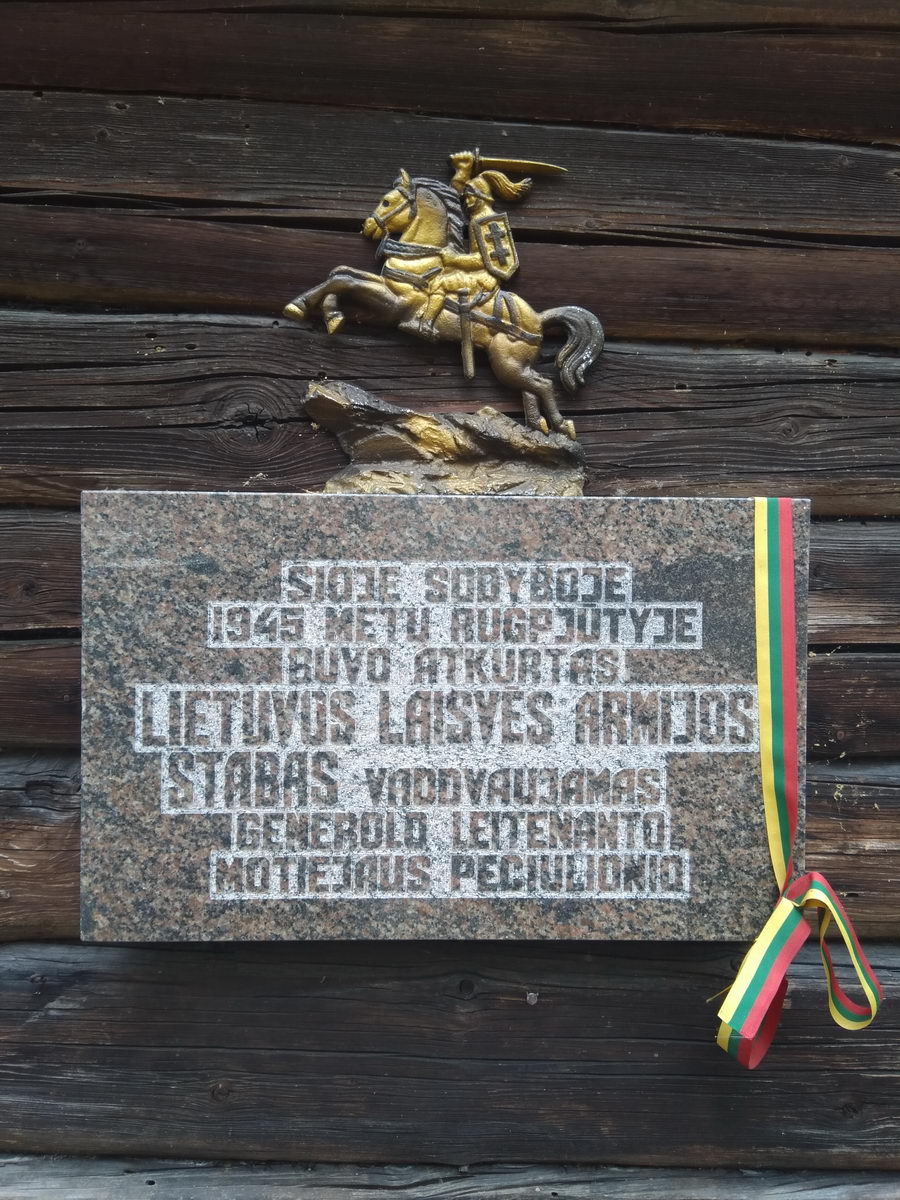 ŠIOJE SODYBOJE
1945 METŲ RUGPJŪTYJE
BUVO ATKURTAS
LIETUVOS LAISVĖS ARMIJOS
ŠTABAS VADOVAUJAMAS
GENEROLO LEITENANTO
MOTIEJAUS PEČIULIONIO